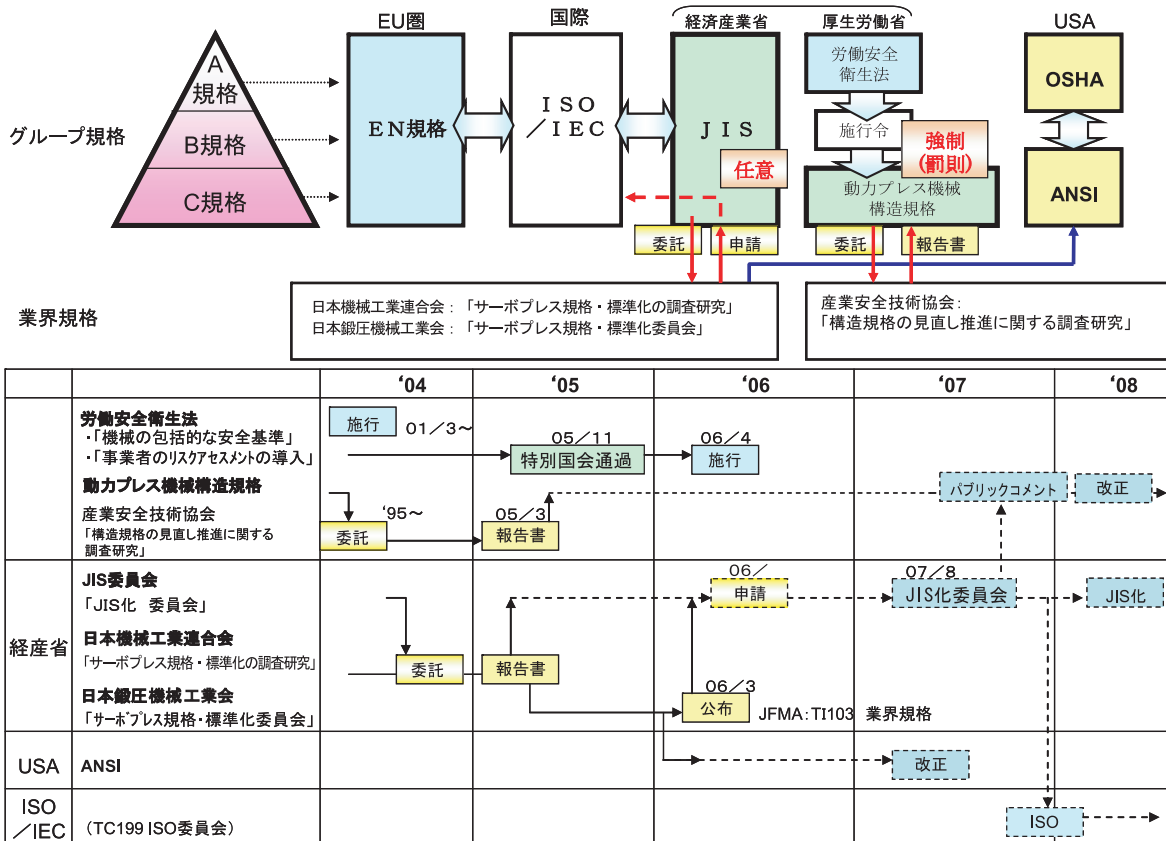 EU圏
国際
経済産業省
厚生労働省
USA
A
規格
B規格
C規格
グループ規格
EN規格
ISO
／IEC
JIS
任意
労働安全
衛生法
施行令
強制
(罰則)
動力プレス機械
構造規格
OSHA
ANSI
委託
申請
委託
報告書
業界規格
日本機械工業連合会：「サーボプレス規格・標準化の調査研究」
日本鍛圧機械工業会：「サーボプレス規格・標準化委員会」
産業安全技術協会：
「構造規格の見直し推進に関する調査研究」
‘04
‘05
‘06
‘07
‘08
労働安全衛生法
・「機械の包括的な安全基準」
・「事業者のリスクアセスメントの導入」
施行
01／3～
05／11
特別国会通過
06／4
施行
動力プレス機械構造規格
産業安全技術協会
「構造規格の見直し推進に関する
調査研究」
‘95～
委託
05／3
報告書
パブリックコメント
改正
経産省
JIS委員会
「JIS化 委員会」
06／
申請
07／8
JIS化委員会
JIS化
日本機械工業連合会
「サーボプレス規格・標準化の調査研究」
委託
報告書
日本鍛圧機械工業会
「サーボプレス規格・標準化委員会」
06／3
公布
JFMA：TI103 業界規格
USA
ANSI
改正
ISO
／IEC
（TC199 ISO委員会）
ISO